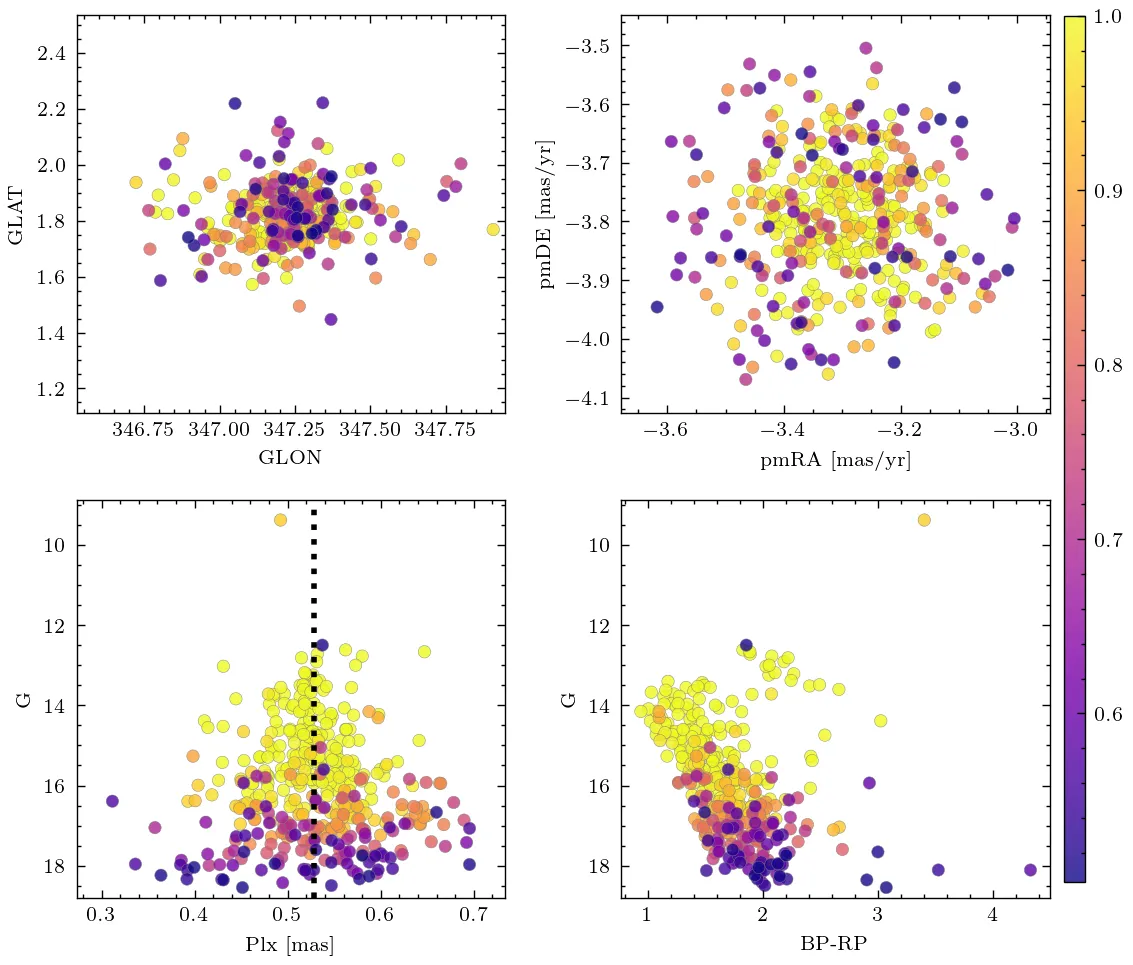 2.4
2.2
2.0
1.8
1.6
1.4
1.2
GLAT
346.75 347.00 347.25 347.50 347.75
GLON
−3.5
−3.6
−3.7
−3.8
−3.9
−4.0
−4.1
pmDE [mas/yr]
−3.6 −3.4 −3.2 −3.0
pmRA [mas/yr]
1.0
0.9
0.8
0.7
0.6
10
12
14
16
18
G
0.3 0.4 0.5 0.6 0.7
Plx [mas]
10
12
14
16
18
G
1 2 3 4
BP-RP